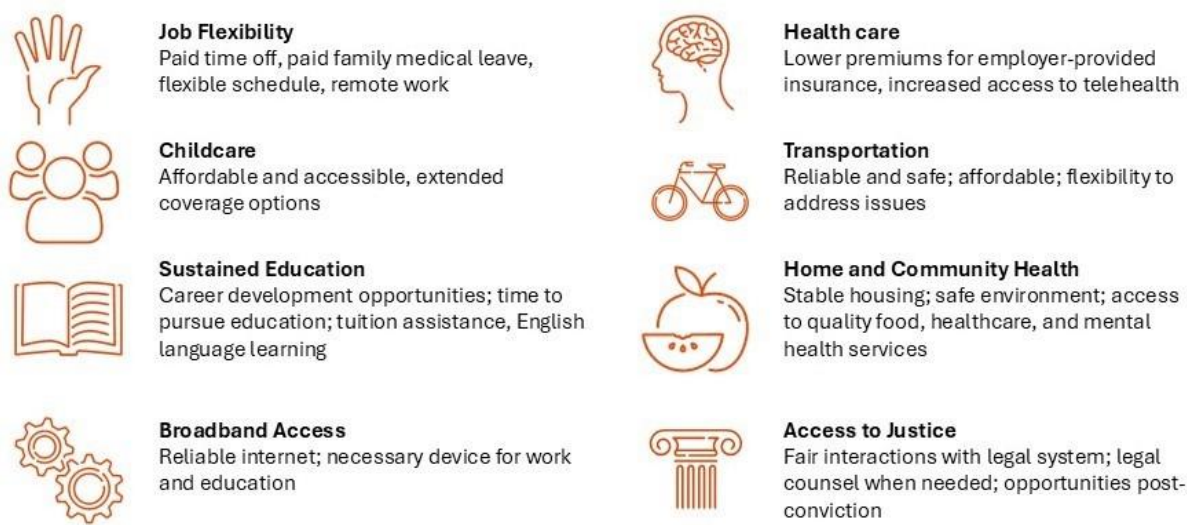 Job Flexibility
Paid time off, paid family medical leave,
flexible schedule, remote work
Childcare
Affordable and accessible, extended
coverage options
Sustained Education
Career development opportunities; time to
pursue education; tuition assistance, English
language learning
Broadband Access
Reliable internet; necessary device for work
and education
Health care
Lower premiums for employer-provided
insurance, increased access to telehealth
Transportation
Reliable and safe; affordable; flexibility to
address issues
Home and Community Health
Stable housing; safe environment; access
to quality food, healthcare, and mental
health services
Access to Justice
Fair interactions with legal system; legal
counsel when needed; opportunities post-
conviction